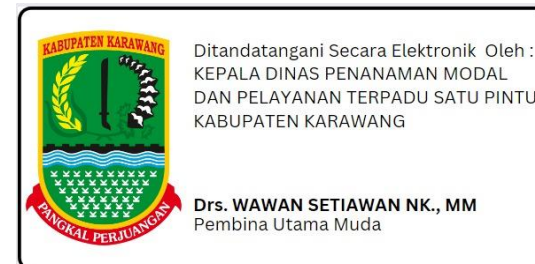 KABUPATEN KARAWANG
PANGKAL PERJUANGAN
Ditandatangani Secara Elektronik Oleh :
KEPALA DINAS PENANAMAN MODAL
DAN PELAYANAN TERPADU SATU PINTU
KABUPATEN KARAWANG
Drs. WAWAN SETIAWAN NK., MM
Pembina Utama Muda